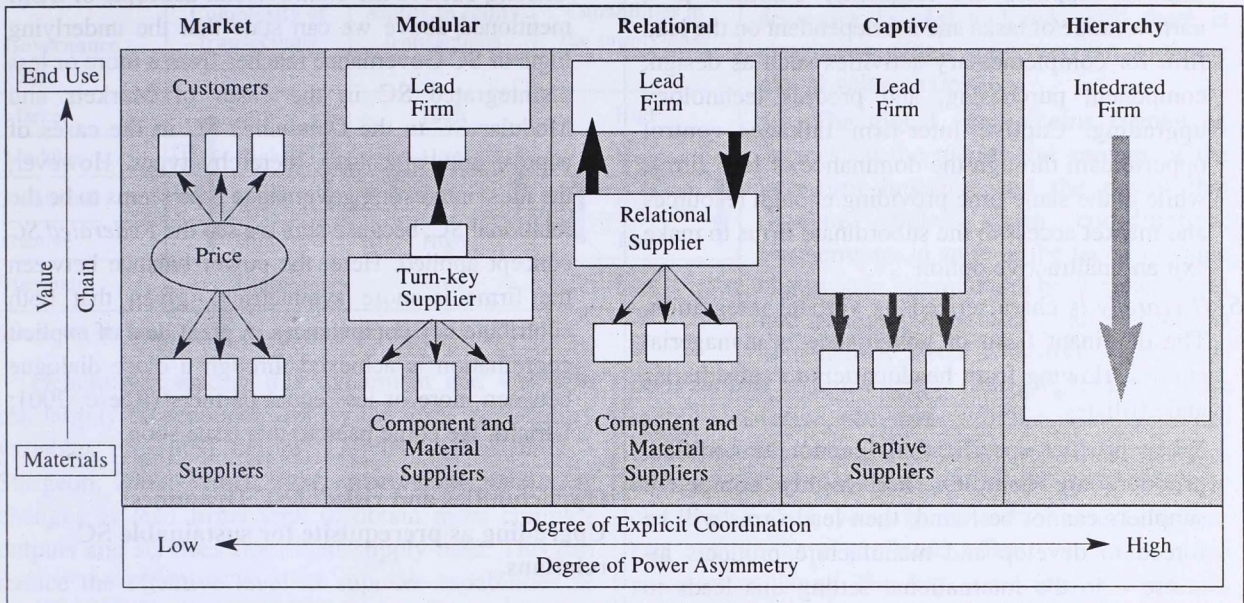 Market Modular Relational Captive Hierarchy
End Use
Value
Chain
Materials
Customers
Price
Suppliers
Lead
Firm
Turn-key
Supplier
Component and
Material
Suppliers
Lead
Firm
Relational
Supplier
Component and
Material
Suppliers
Lead
Firm
Captive
Suppliers
Intedrated
Firm
Degree of Explicit Coordination
Low High
Degree of Power Asymmetry